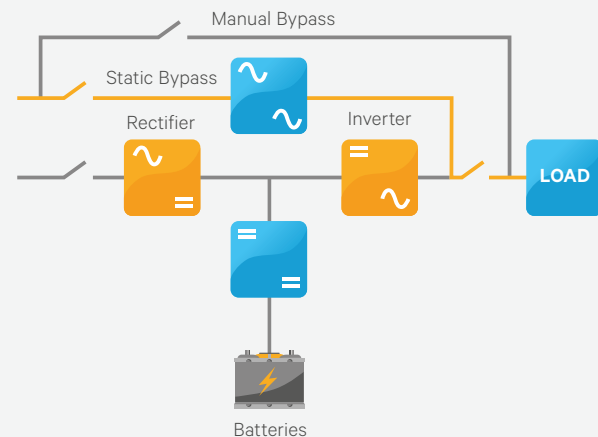 Manual Bypass
Static Bypass
Rectifier
Inverter
LOAD
Batteries